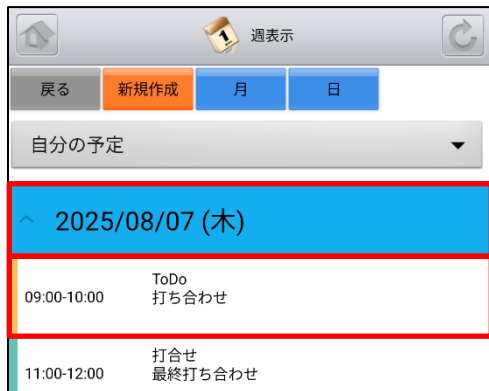 週表示
戻る 新規作成 月 日
自分の予定
2025/08/07 (木)
ToDo
09:00-10:00 打ち合わせ
打合せ
11:00-12:00 最終打ち合わせ